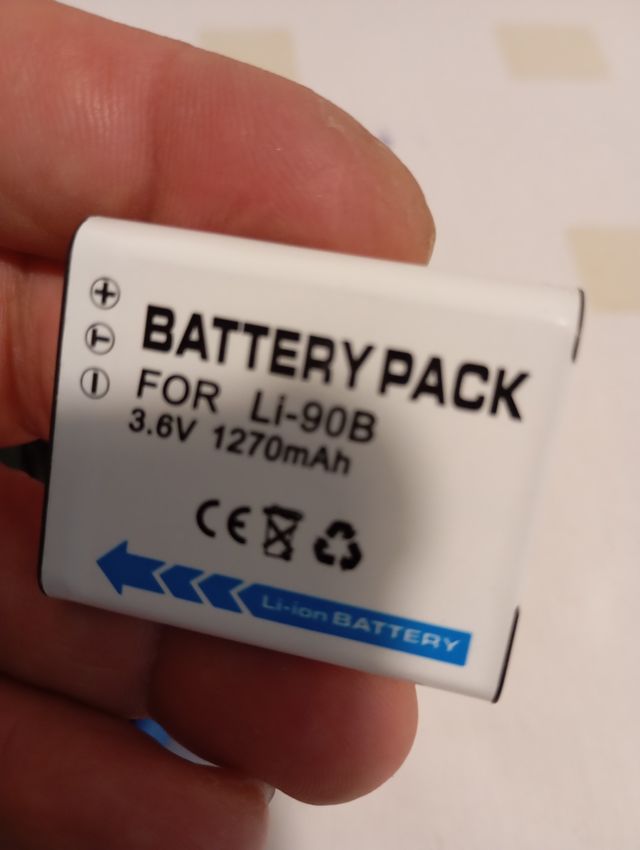 +
T
-
BATTERY PACK
FOR Li-90B
3.6V 1270mAh
CE
Li-ion BATTERY